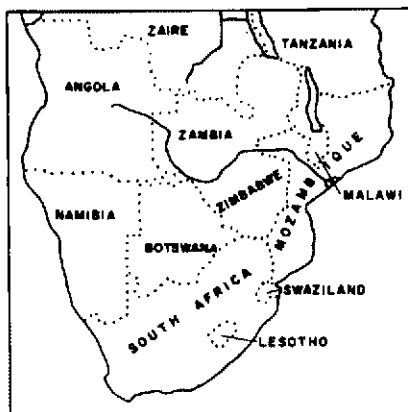 ZAIRE
TANZANIA
ANGOLA
ZAMBIA
MALAWI
ZIMBABWE
MOZAMBIQUE
NAMIBIA
BOTSWANA
SWAZILAND
SOUTH AFRICA
LESOTHO